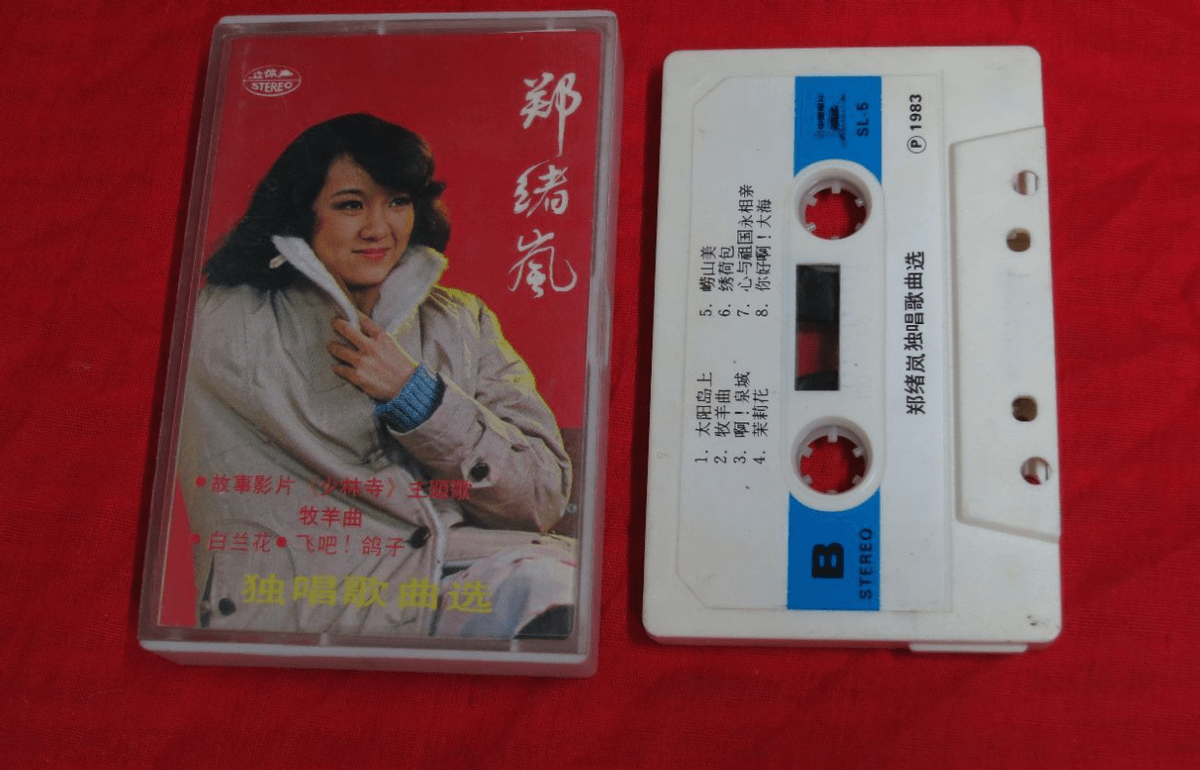 立体声
STEREO
郑
绪
岚
●故事影片《少林寺》主题歌
牧羊曲
●白兰花●飞吧!鸽子
独唱歌曲选
SL-5
Ⓟ1983
郑绪岚独唱歌曲选
1. 太阳岛上
2. 牧羊曲
3. 啊!泉城
4. 茉莉花
5. 崂山美
6. 绣荷包
7. 心与祖国永相亲
8. 你好啊!大海
B
STEREO